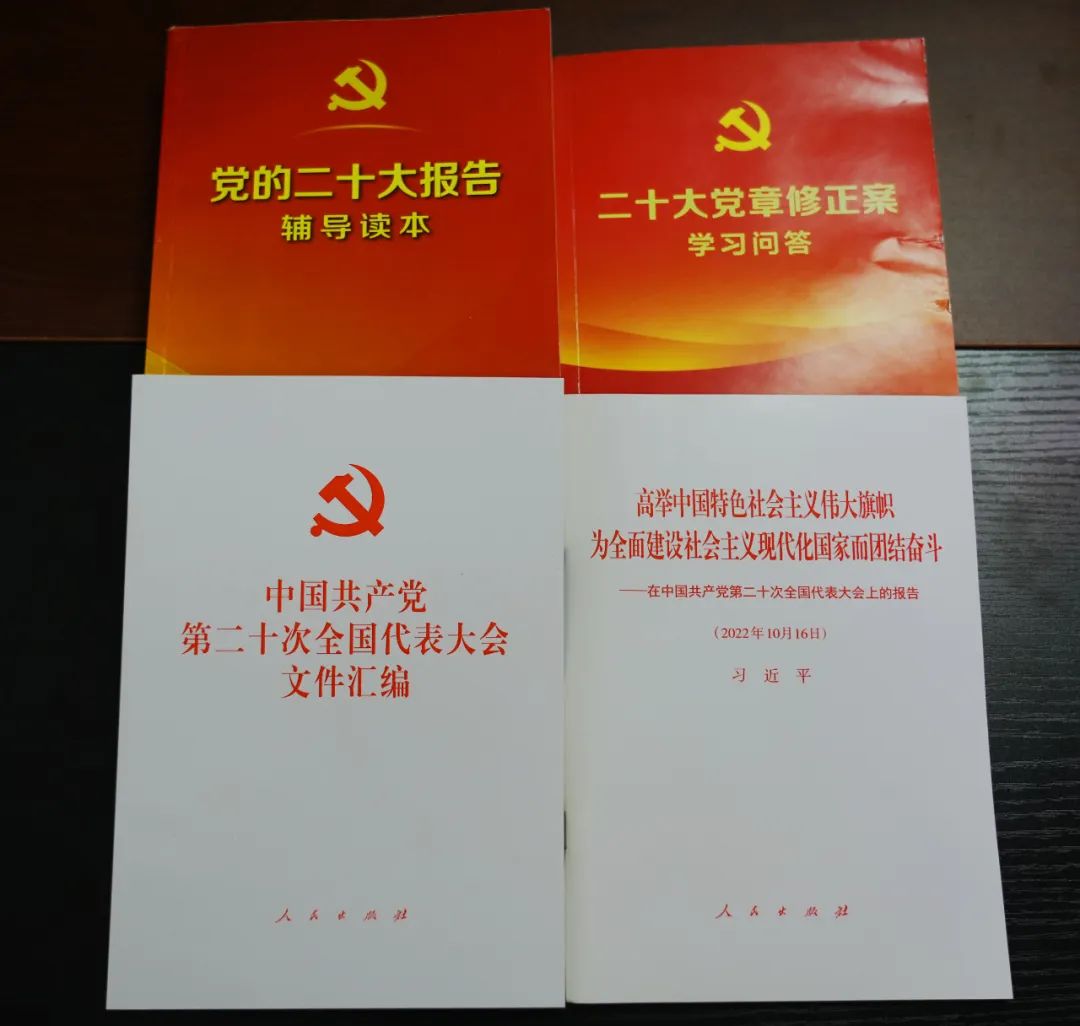 党的二十大报告
辅导读本
二十大党章修正案
学习问答
中国共产党
第二十次全国代表大会
文件汇编
人民出版社
高举中国特色社会主义伟大旗帜
为全面建设社会主义现代化国家而团结奋斗
——在中国共产党第二十次全国代表大会上的报告
（2022年10月16日）
习近平
人民出版社